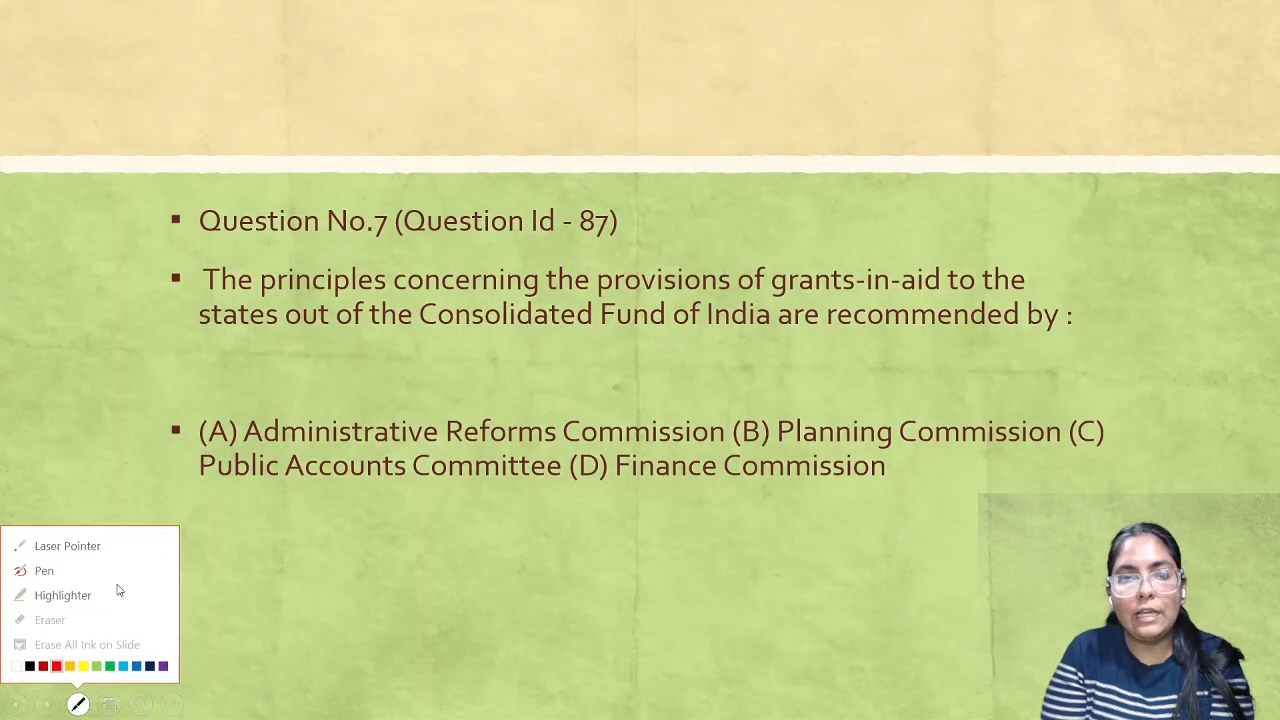 Question No.7 (Question Id - 87)
The principles concerning the provisions of grants-in-aid to the
states out of the Consolidated Fund of India are recommended by :
(A) Administrative Reforms Commission (B) Planning Commission (C)
Public Accounts Committee (D) Finance Commission
Laser Pointer
Pen
Highlighter
Eraser
Erase All Ink on Slide